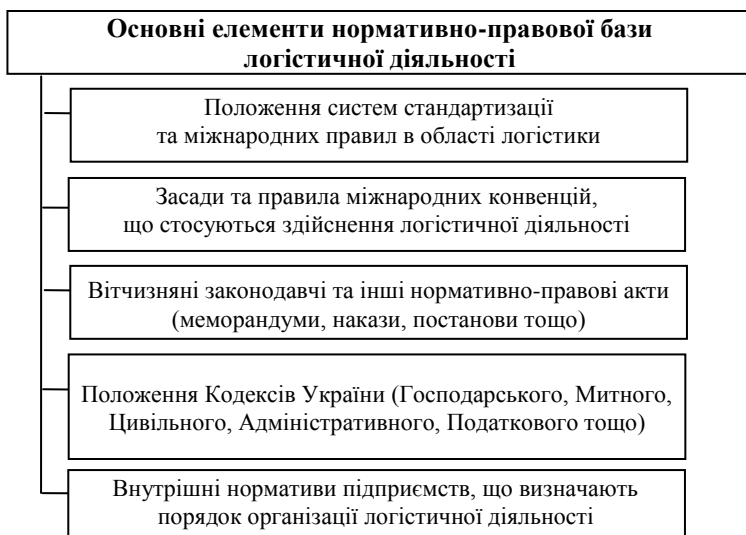 Основні елементи нормативно-правової бази
логістичної діяльності
Положення систем стандартизації
та міжнародних правил в області логістики
Засади та правила міжнародних конвенцій,
що стосуються здійснення логістичної діяльності
Вітчизняні законодавчі та інші нормативно-правові акти
(меморандуми, накази, постанови тощо)
Положення Кодексів України (Господарського, Митного,
Цивільного, Адміністративного, Податкового тощо)
Внутрішні нормативи підприємств, що визначають
порядок організації логістичної діяльності